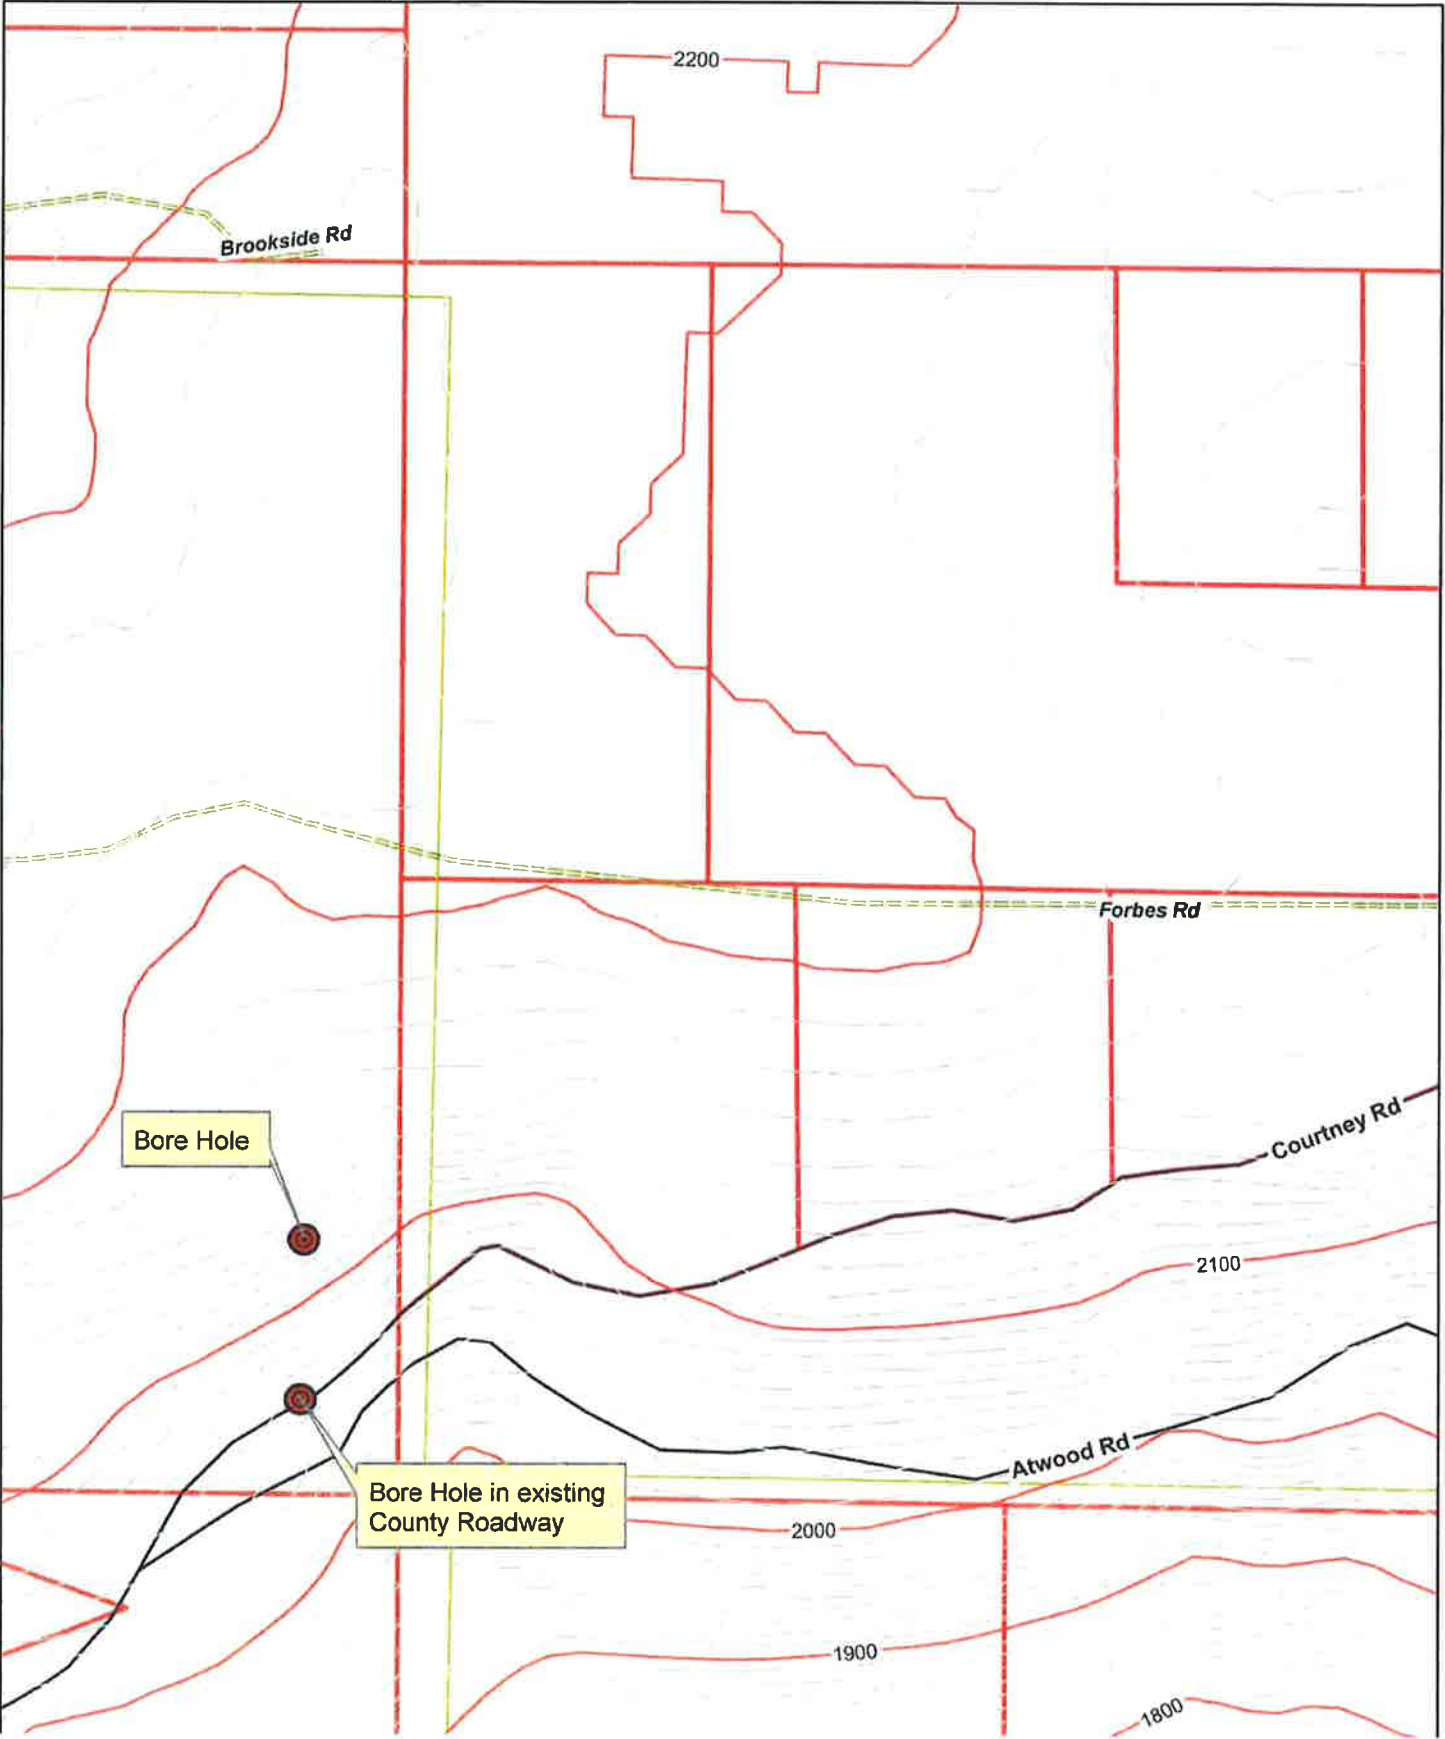 2200
Brookside Rd
Forbes Rd
Bore Hole
Courtney Rd
2100
Atwood Rd
Bore Hole in existing
County Roadway
2000
1900
1800